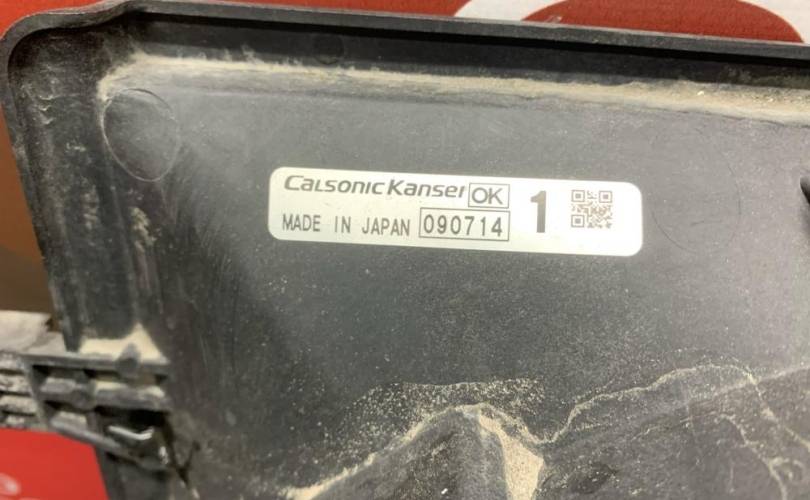 CalsonicKansei OK
MADE IN JAPAN 090714
1